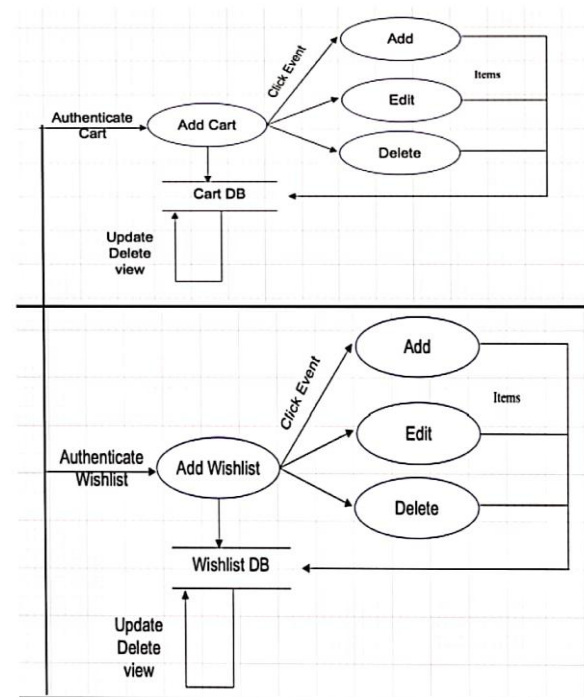 Add
Click Event
Items
Authenticate
Cart
Add Cart
Edit
Delete
Cart DB
Update
Delete
view
Add
Click Event
Items
Edit
Authenticate
Wishlist
Add Wishlist
Delete
Wishlist DB
Update
Delete
view